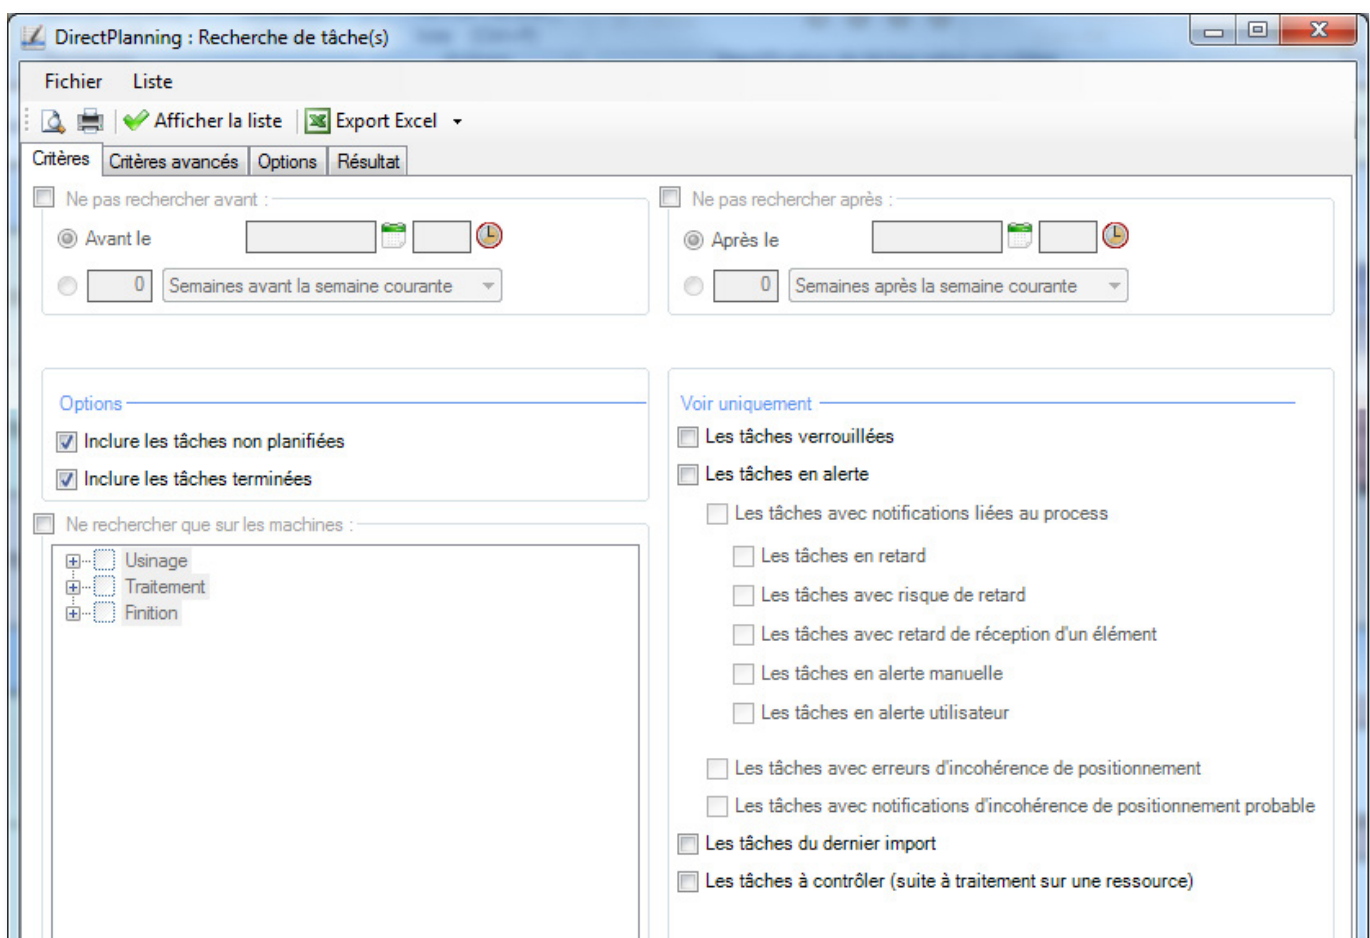 DirectPlanning : Recherche de tâche(s)
Fichier Liste
Afficher la liste Export Excel
Critères Critères avancés Options Résultat
Ne pas rechercher avant :
Avant le
0 Semaines avant la semaine courante
Ne pas rechercher après :
Après le
0 Semaines après la semaine courante
Options
Inclure les tâches non planifiées
Inclure les tâches terminées
Ne rechercher que sur les machines :
Usinage
Traitement
Finition
Voir uniquement
Les tâches verrouillées
Les tâches en alerte
Les tâches avec notifications liées au process
Les tâches en retard
Les tâches avec risque de retard
Les tâches avec retard de réception d'un élément
Les tâches en alerte manuelle
Les tâches en alerte utilisateur
Les tâches avec erreurs d'incohérence de positionnement
Les tâches avec notifications d'incohérence de positionnement probable
Les tâches du dernier import
Les tâches à contrôler (suite à traitement sur une ressource)